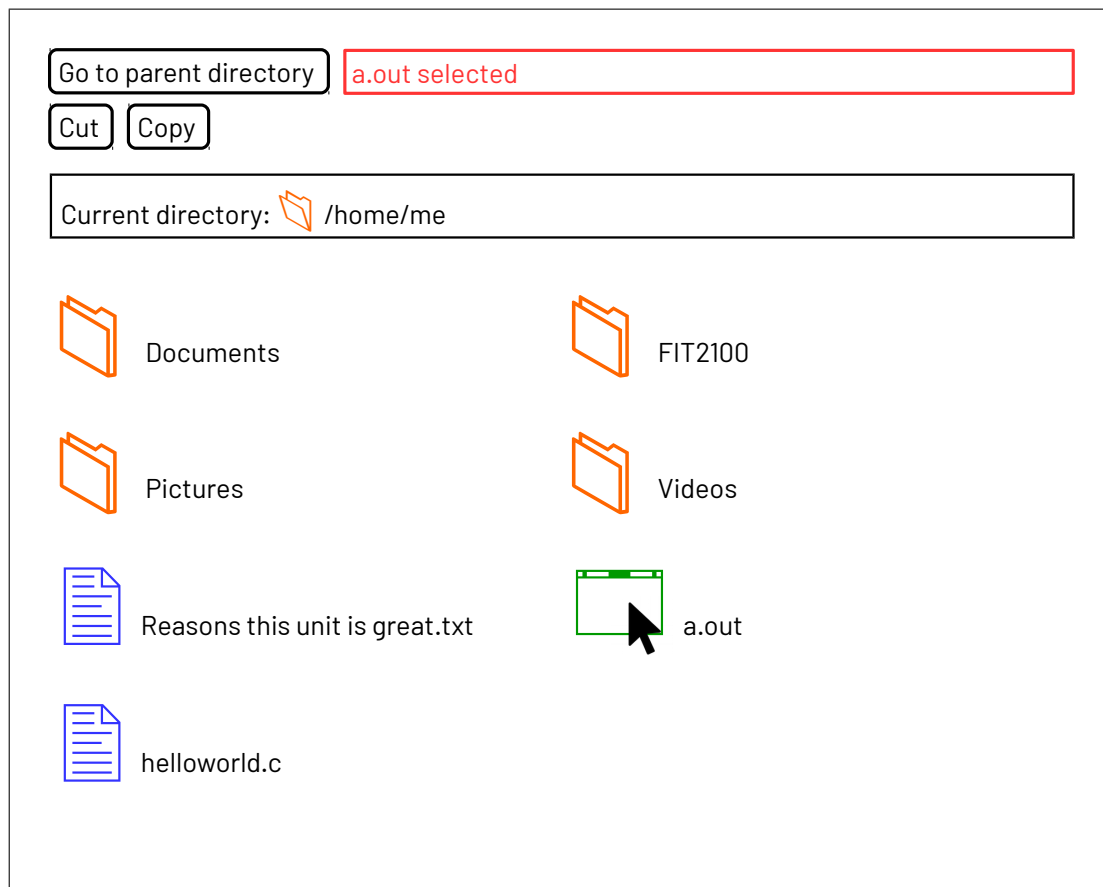 Go to parent directory a.out selected
Cut Copy
Current directory: /home/me
Documents FIT2100
Pictures Videos
Reasons this unit is great.txt a.out
helloworld.c